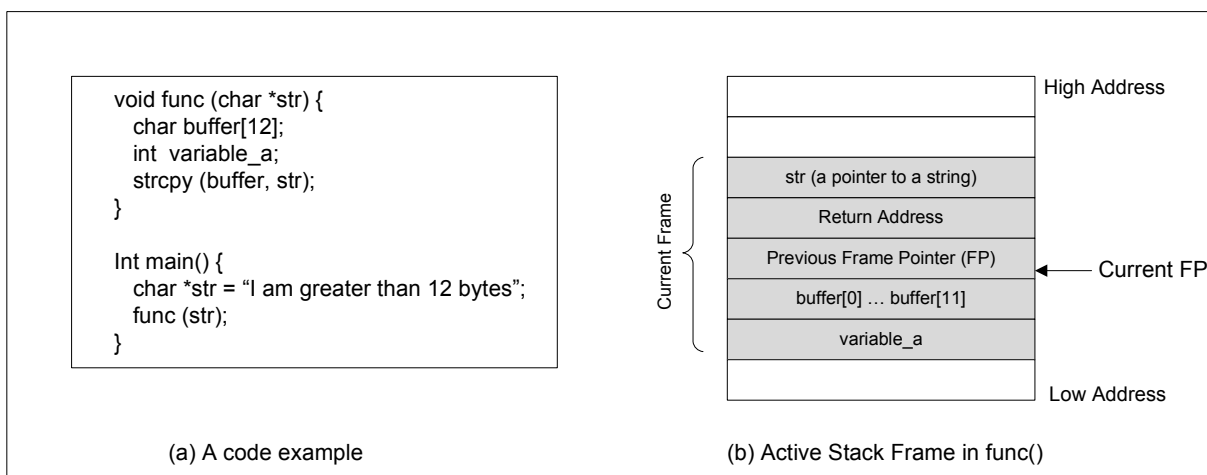 void func (char *str) {
char buffer[12];
int variable_a;
strcpy (buffer, str);
}
Int main() {
char *str = “I am greater than 12 bytes”;
func (str);
}
(a) A code example
High Address
str (a pointer to a string)
Return Address
Previous Frame Pointer (FP)
buffer[0] … buffer[11]
variable_a
Current Frame
Current FP
Low Address
(b) Active Stack Frame in func()